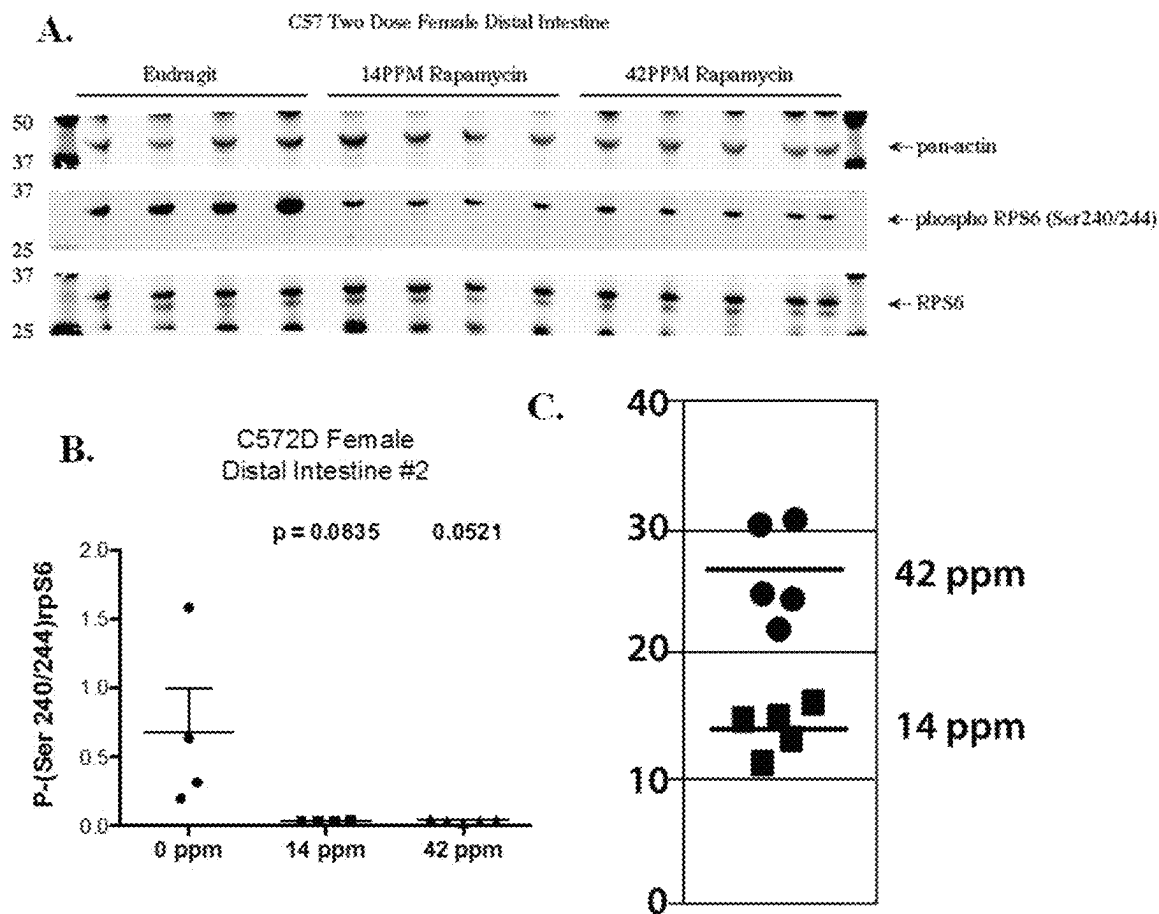 A.
C57 Two Dose Female Distal Intestine
Eudragit 14PPM Rapamycin 42PPM Rapamycin
50
37
pan-actin
37
25
phospho RPS6 (Ser240/244)
37
25
RPS6
B.
C572D Female
Distal Intestine #2
p = 0.0835 0.0521
P-(Ser 240/244)rpS6
2.0
1.5
1.0
0.5
0.0
0 ppm 14 ppm 42 ppm
C.
40
30
20
10
0
42 ppm
14 ppm